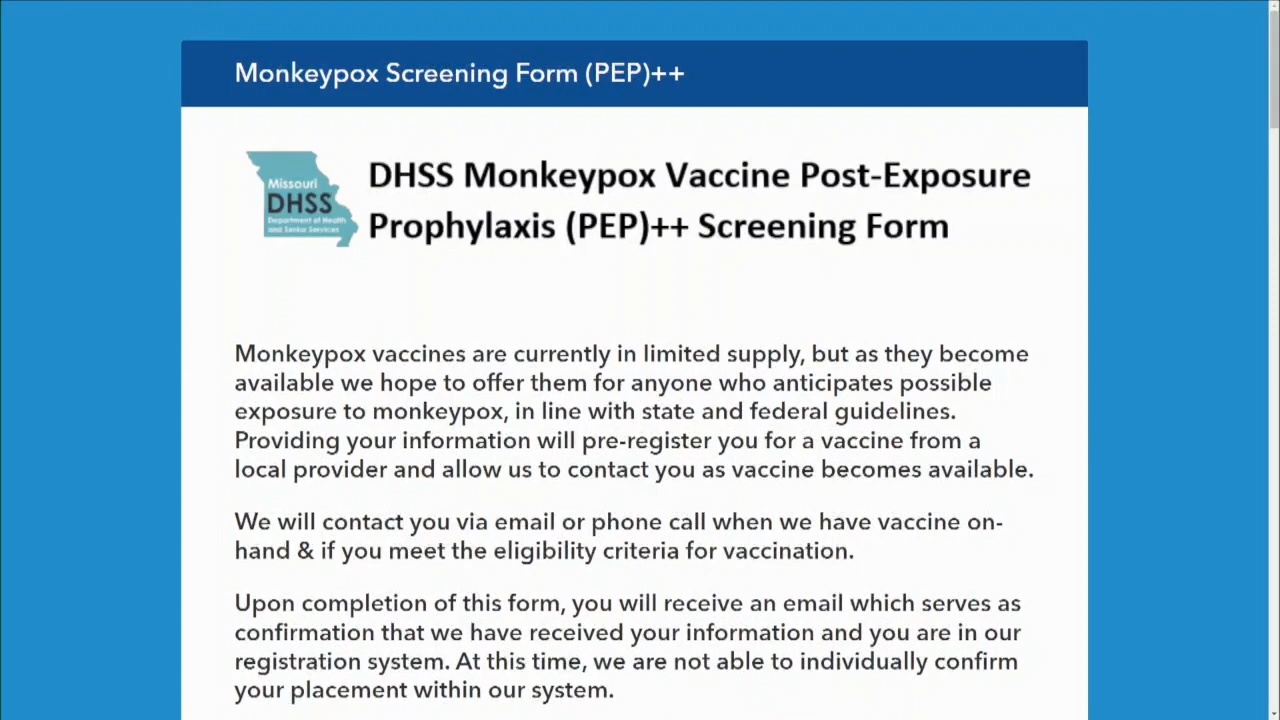 Monkeypox Screening Form (PEP)++
Missouri
DHSS
Department of Health
and Senior Services
DHSS Monkeypox Vaccine Post-Exposure
Prophylaxis (PEP)++ Screening Form
Monkeypox vaccines are currently in limited supply, but as they become
available we hope to offer them for anyone who anticipates possible
exposure to monkeypox, in line with state and federal guidelines.
Providing your information will pre-register you for a vaccine from a
local provider and allow us to contact you as vaccine becomes available.
We will contact you via email or phone call when we have vaccine on-
hand & if you meet the eligibility criteria for vaccination.
Upon completion of this form, you will receive an email which serves as
confirmation that we have received your information and you are in our
registration system. At this time, we are not able to individually confirm
your placement within our system.